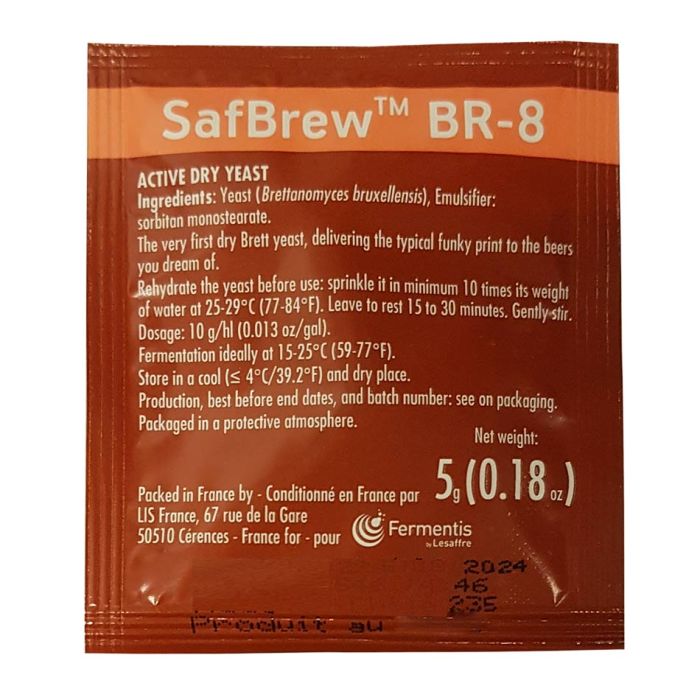 SafBrew™ BR-8
ACTIVE DRY YEAST
Ingredients: Yeast (Brettanomyces bruxellensis), Emulsifier:
sorbitan monostearate.
The very first dry Brett yeast, delivering the typical funky print to the beers
you dream of.
Rehydrate the yeast before use: sprinkle it in minimum 10 times its weight
of water at 25-29°C (77-84°F). Leave to rest 15 to 30 minutes. Gently stir.
Dosage: 10 g/hl (0.013 oz/gal).
Fermentation ideally at 15-25°C (59-77°F).
Store in a cool (≤ 4°C/39.2°F) and dry place.
Production, best before end dates, and batch number: see on packaging.
Packaged in a protective atmosphere.
Net weight:
5g (0.18 oz)
Packed in France by - Conditionné en France par
LIS France, 67 rue de la Gare
50510 Cérences - France for - pour
Fermentis
by Lesaffre
2024
46
235
Produit au